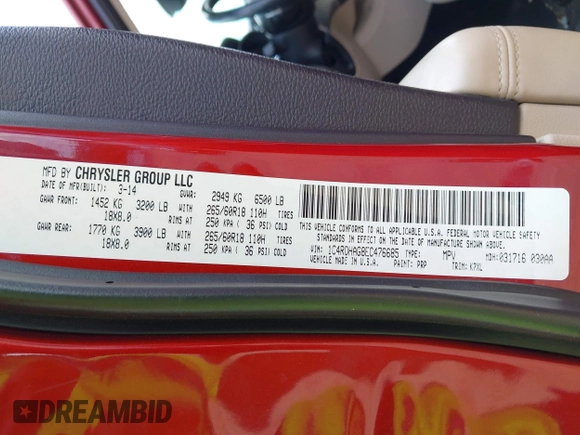 MFD BY CHRYSLER GROUP LLC
DATE OF MFR(BUILT): 3-14 GVWR: 2949 KG 6500 LB
GAWR FRONT: 1452 KG 3200 LB WITH 265/60R18 110H TIRES
18X8.0 RIMS AT 250 KPA ( 36 PSI) COLD
GAWR REAR: 1770 KG 3900 LB WITH 265/60R18 110H TIRES
18X8.0 RIMS AT 250 KPA ( 36 PSI) COLD
THIS VEHICLE CONFORMS TO ALL APPLICABLE U.S.A. FEDERAL MOTOR VEHICLE SAFETY
STANDARDS IN EFFECT ON THE DATE OF MANUFACTURE SHOWN ABOVE.
VIN: 1C4RDHAG8EC476685 TYPE: MPV MDH: 031716 030AA
VEHICLE MADE IN U.S.A. PAINT: PRP TRIM: K7XL
DREAMBID